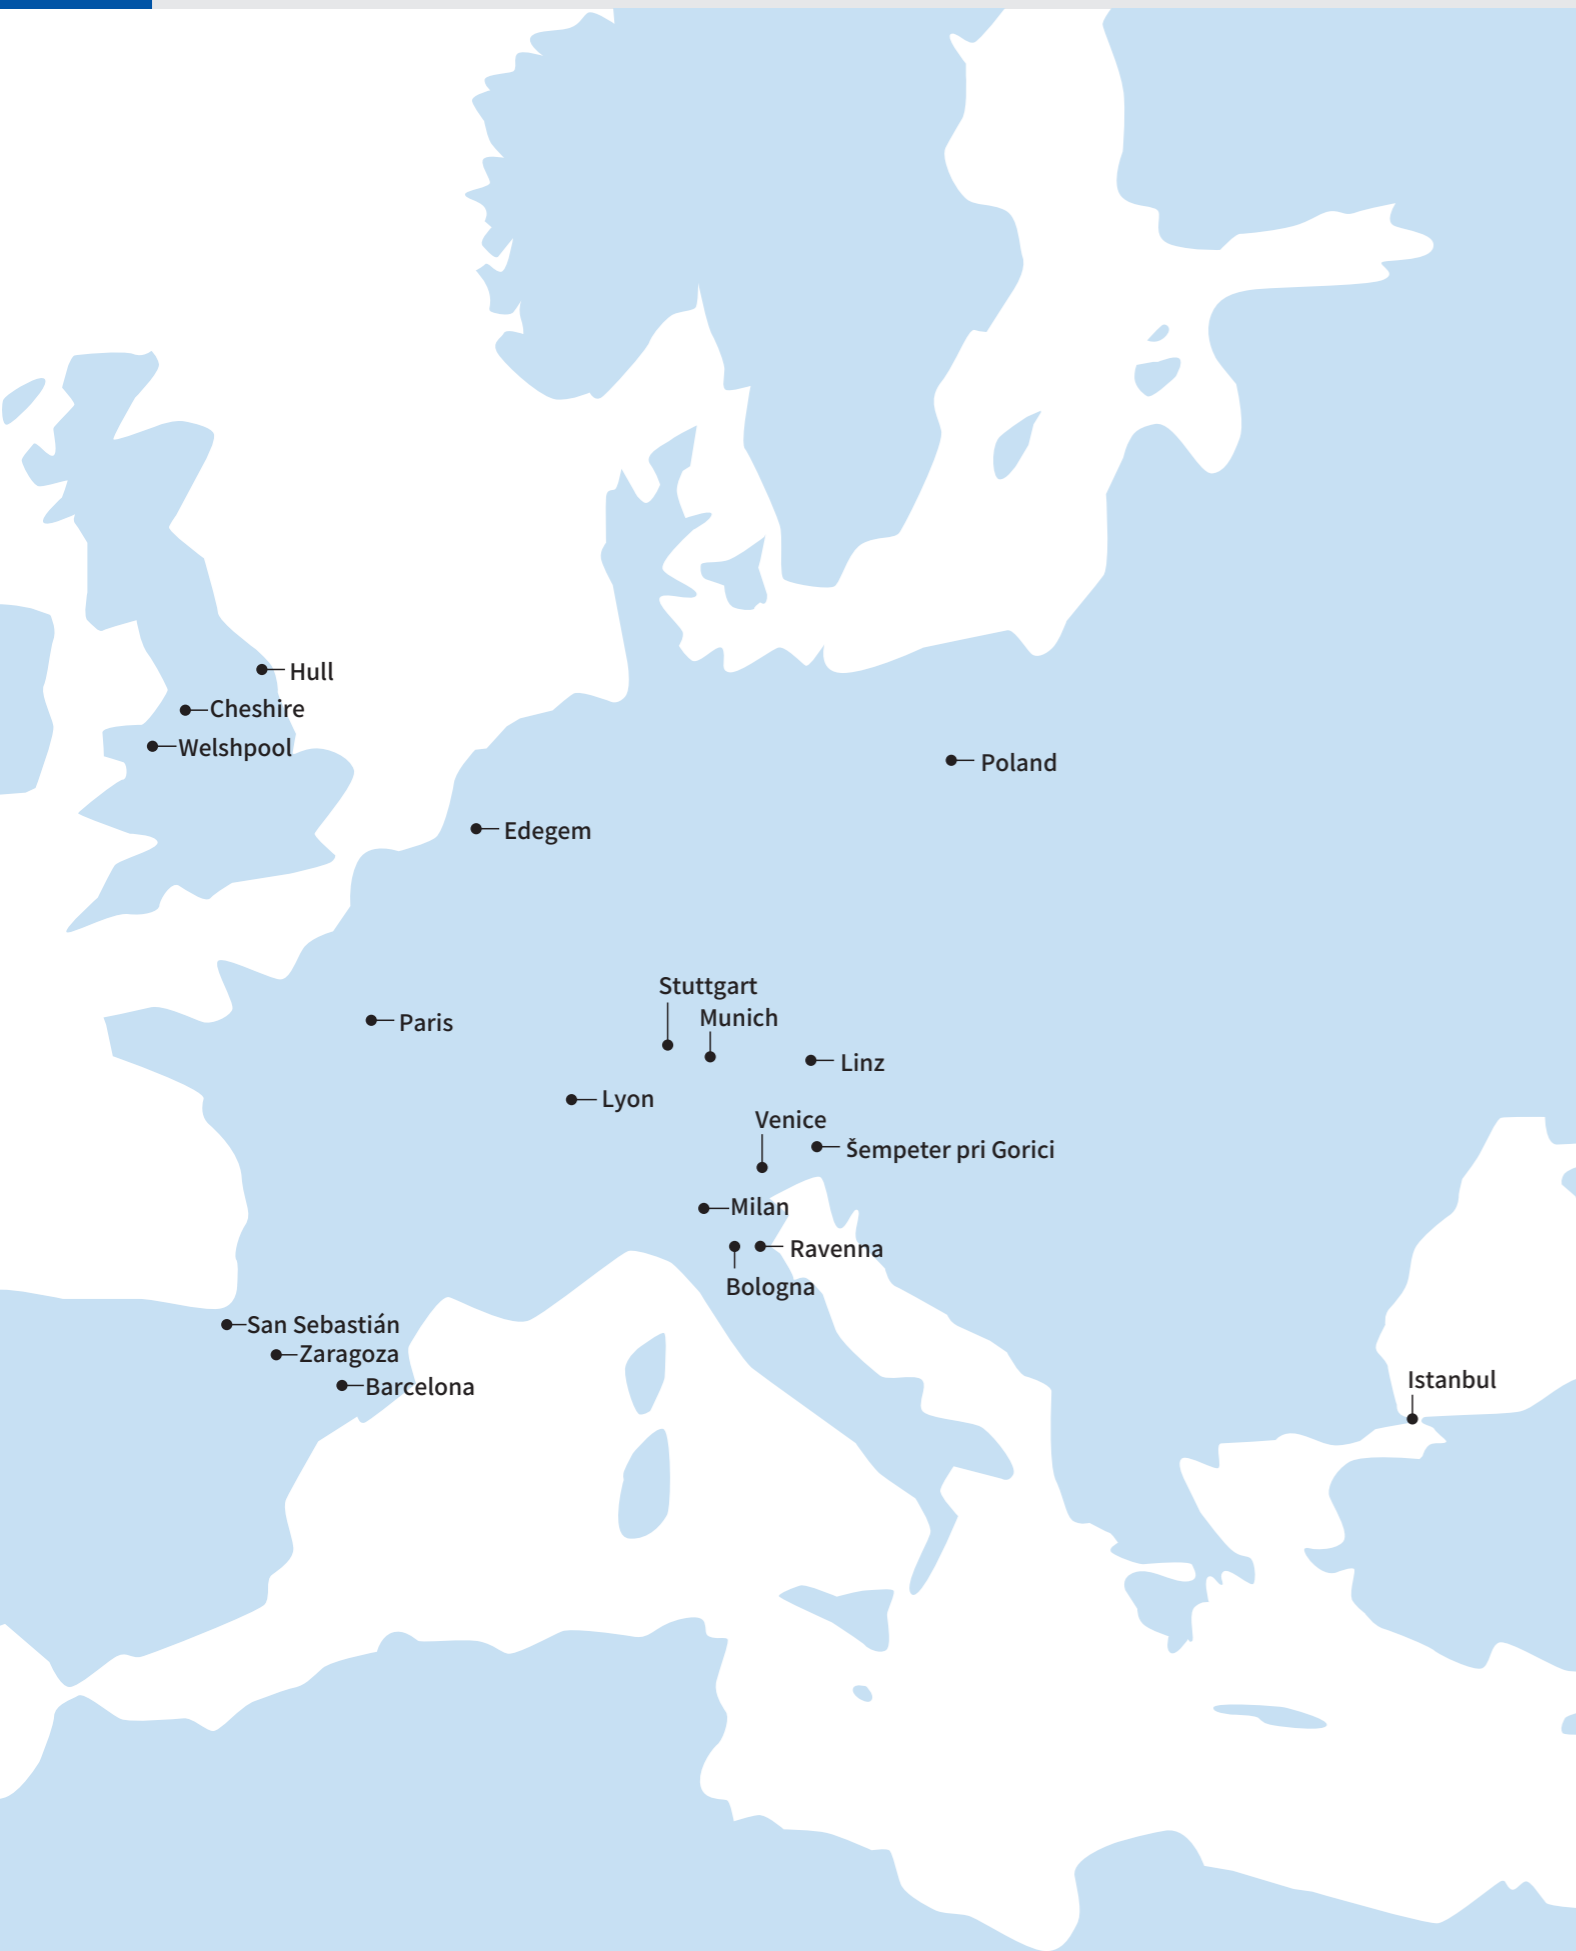 Hull
Cheshire
Welshpool
Poland
Edegem
Stuttgart
Munich
Paris
Linz
Lyon
Venice
Šempeter pri Gorici
Milan
Ravenna
Bologna
San Sebastián
Zaragoza
Barcelona
Istanbul